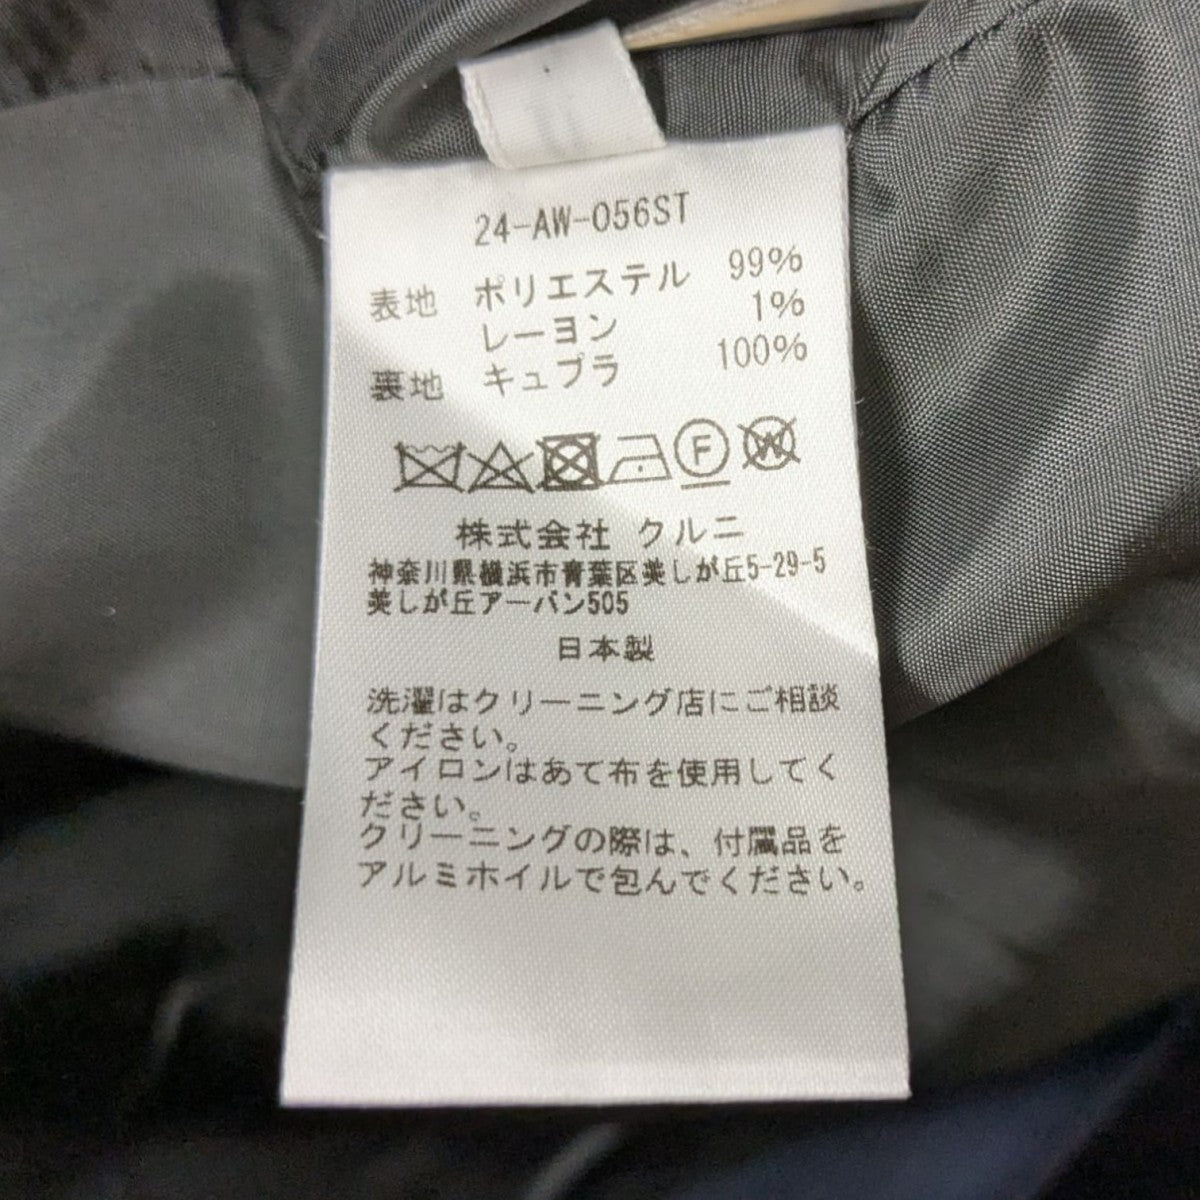 24-AW-056ST
表地 ポリエステル 99%
レーヨン 1%
裏地 キュプラ 100%
F W
株式会社 クルニ
神奈川県横浜市青葉区美しが丘5-29-5
美しが丘アーバン505
日本製
洗濯はクリーニング店にご相談
ください。
アイロンはあて布を使用してく
ださい。
クリーニングの際は、付属品を
アルミホイルで包んでください。